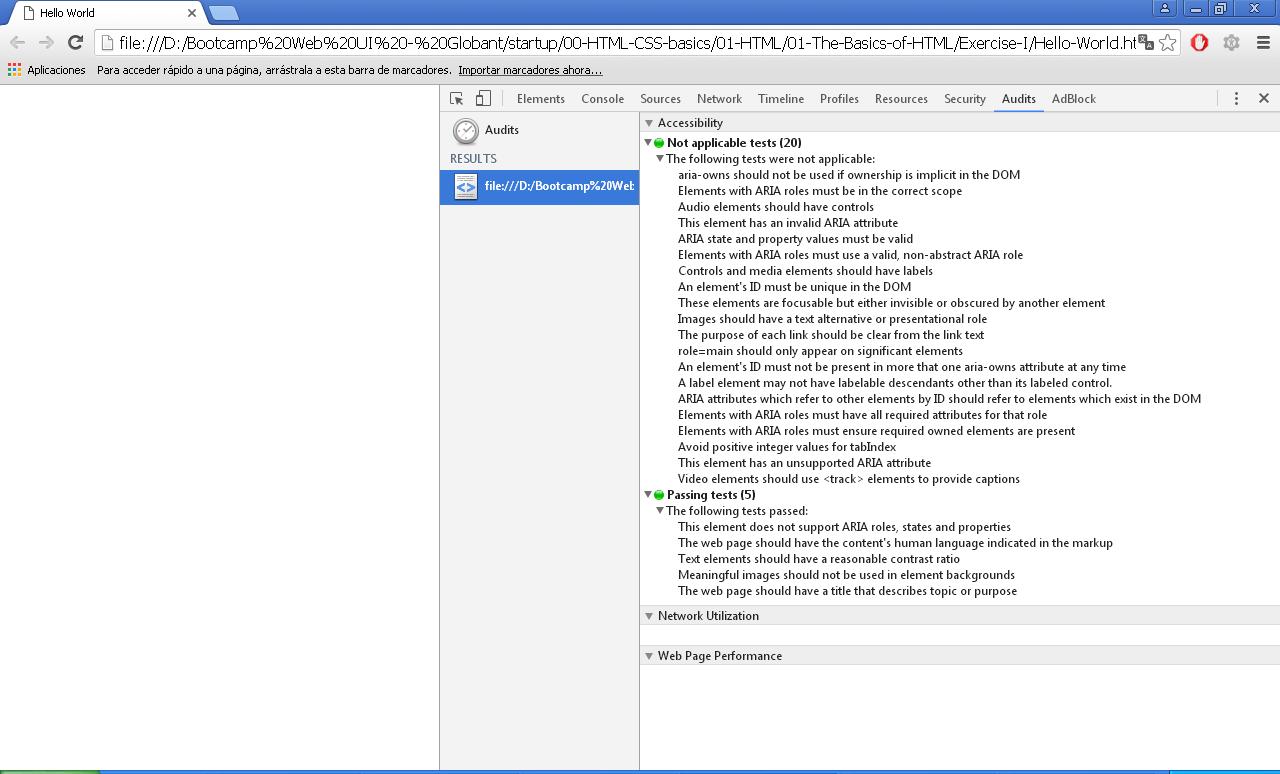 Hello World
file:///D:/Bootcamp%20Web%20UI%20-%20Globant/startup/00-HTML-CSS-basics/01-HTML/01-The-Basics-of-HTML/Exercise-I/Hello-World.ht
Aplicaciones Para acceder rápido a una página, arrástrala a esta barra de marcadores. Importar marcadores ahora...
Elements Console Sources Network Timeline Profiles Resources Security Audits AdBlock
Audits
RESULTS
file:///D:/Bootcamp%20Web
Accessibility
Not applicable tests (20)
The following tests were not applicable:
aria-owns should not be used if ownership is implicit in the DOM
Elements with ARIA roles must be in the correct scope
Audio elements should have controls
This element has an invalid ARIA attribute
ARIA state and property values must be valid
Elements with ARIA roles must use a valid, non-abstract ARIA role
Controls and media elements should have labels
An element's ID must be unique in the DOM
These elements are focusable but either invisible or obscured by another element
Images should have a text alternative or presentational role
The purpose of each link should be clear from the link text
role=main should only appear on significant elements
An element's ID must not be present in more that one aria-owns attribute at any time
A label element may not have labelable descendants other than its labeled control.
ARIA attributes which refer to other elements by ID should refer to elements which exist in the DOM
Elements with ARIA roles must have all required attributes for that role
Elements with ARIA roles must ensure required owned elements are present
Avoid positive integer values for tabIndex
This element has an unsupported ARIA attribute
Video elements should use <track> elements to provide captions
Passing tests (5)
The following tests passed:
This element does not support ARIA roles, states and properties
The web page should have the content's human language indicated in the markup
Text elements should have a reasonable contrast ratio
Meaningful images should not be used in element backgrounds
The web page should have a title that describes topic or purpose
Network Utilization
Web Page Performance